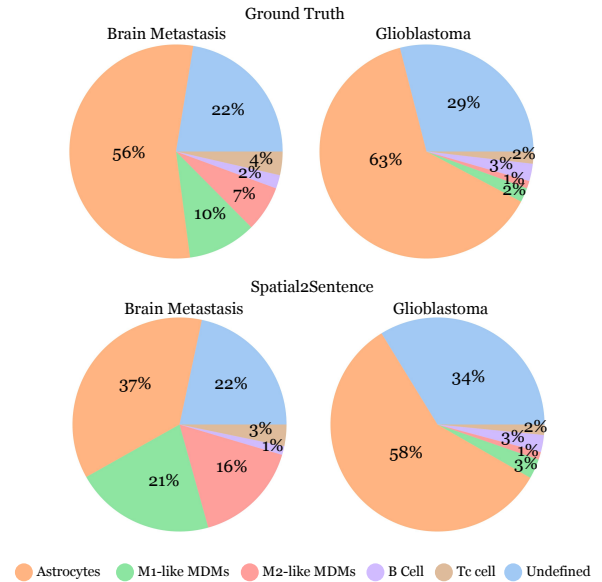 Ground Truth
Brain Metastasis
Glioblastoma
22%
56%
4%
2%
7%
10%
29%
63%
2%
3%
1%
2%
Spatial2Sentence
Brain Metastasis
Glioblastoma
37%
22%
3%
1%
16%
21%
34%
58%
2%
3%
1%
3%
Astrocytes
M1-like MDMs
M2-like MDMs
B Cell
Tc cell
Undefined